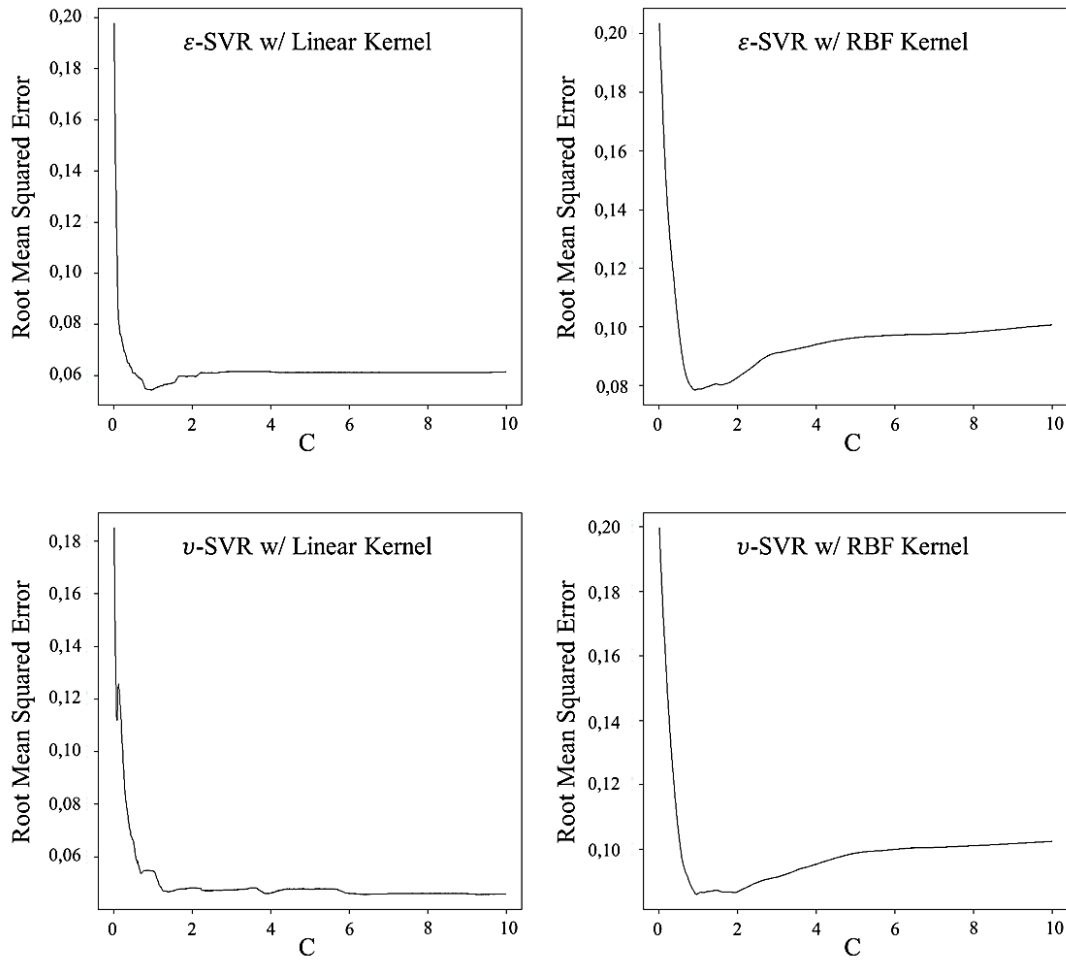 ε-SVR w/ Linear Kernel
Root Mean Squared Error
0,20
0,18
0,16
0,14
0,12
0,10
0,08
0,06
0 2 4 6 8 10
C
ε-SVR w/ RBF Kernel
Root Mean Squared Error
0,20
0,18
0,16
0,14
0,12
0,10
0,08
0 2 4 6 8 10
C
υ-SVR w/ Linear Kernel
Root Mean Squared Error
0,18
0,16
0,14
0,12
0,10
0,08
0,06
0 2 4 6 8 10
C
υ-SVR w/ RBF Kernel
Root Mean Squared Error
0,20
0,18
0,16
0,14
0,12
0,10
0 2 4 6 8 10
C